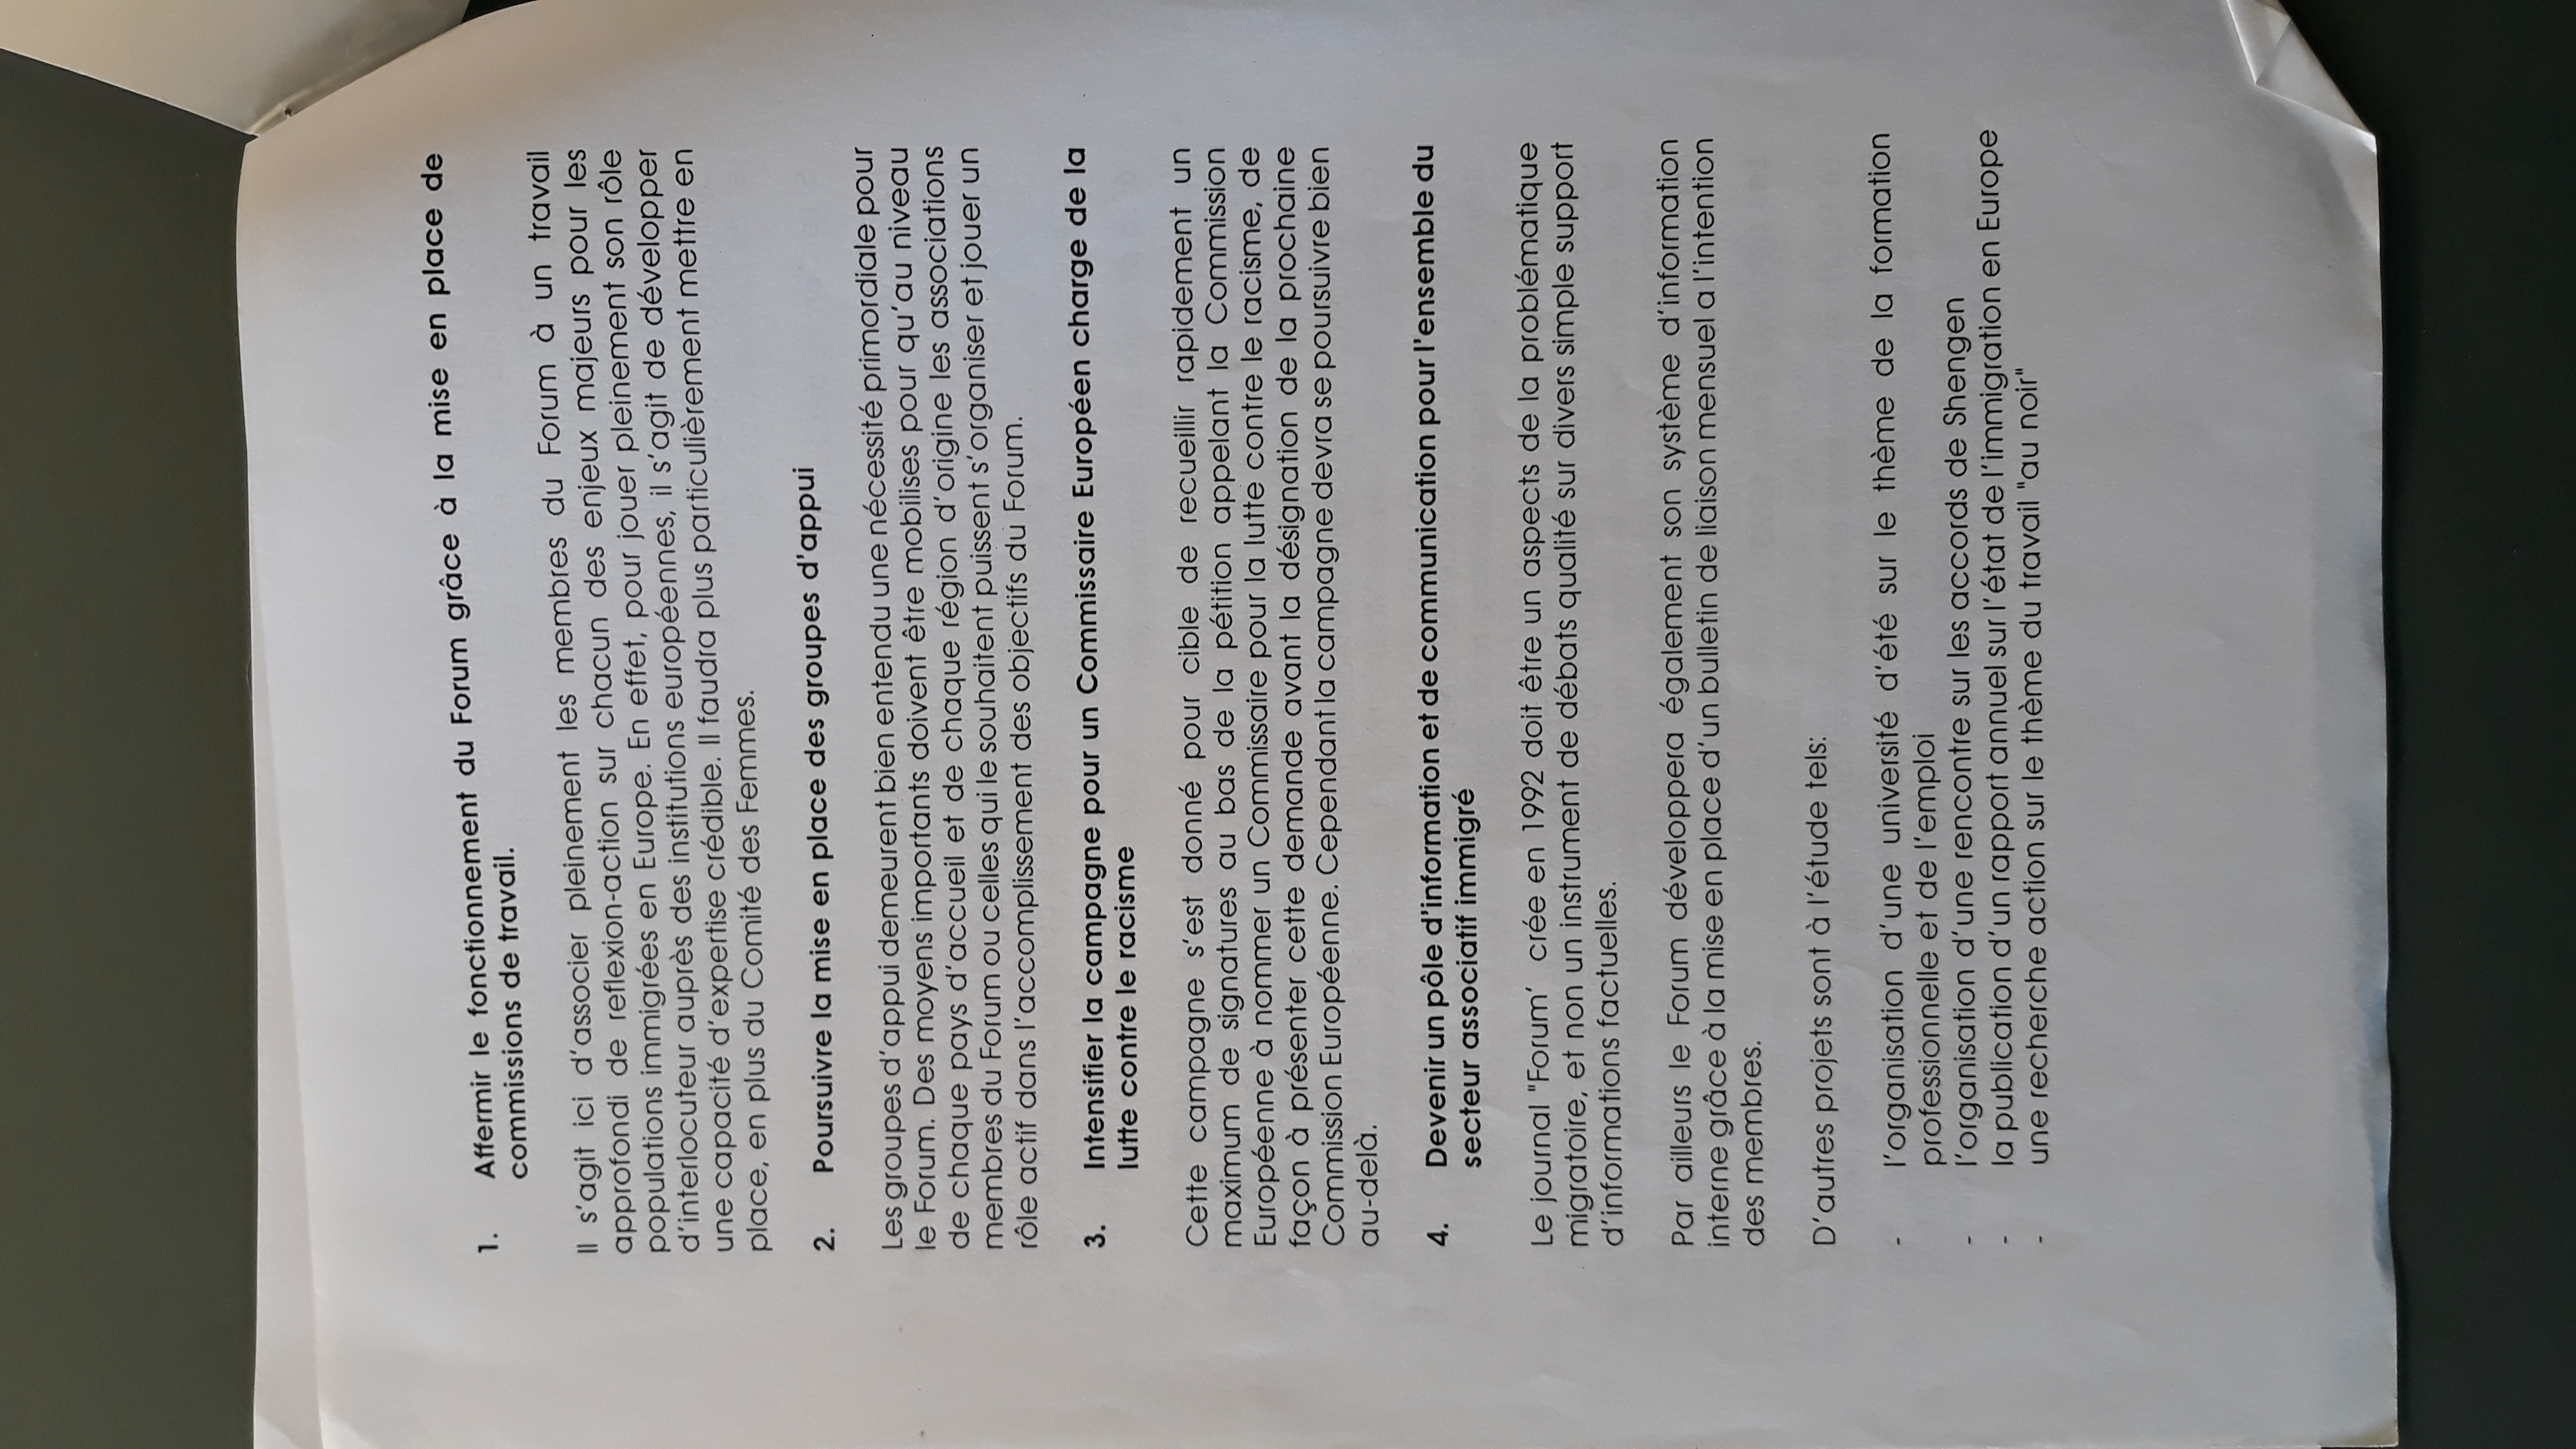 1. Affermir le fonctionnement du Forum grâce à la mise en place de
commissions de travail.
Il s'agit ici d'associer pleinement les membres du Forum à un travail
approfondi de reflexion-action sur chacun des enjeux majeurs pour les
populations immigrées en Europe. En effet, pour jouer pleinement son rôle
d'interlocuteur auprès des institutions européennes, il s'agit de développer
une capacité d'expertise crédible. Il faudra plus particulièrement mettre en
place, en plus du Comité des Femmes.
2. Poursuivre la mise en place des groupes d'appui
Les groupes d'appui demeurent bien entendu une nécessité primordiale pour
le Forum. Des moyens importants doivent être mobilises pour qu'au niveau
de chaque pays d'accueil et de chaque région d'origine les associations
membres du Forum ou celles qui le souhaitent puissent s'organiser et jouer un
rôle actif dans l'accomplissement des objectifs du Forum.
3. Intensifier la campagne pour un Commissaire Européen charge de la
lutte contre le racisme
Cette campagne s'est donné pour cible de recueillir rapidement un
maximum de signatures au bas de la pétition appelant la Commission
Européenne à nommer un Commissaire pour la lutte contre le racisme, de
façon à présenter cette demande avant la désignation de la prochaine
Commission Européenne. Cependant la campagne devra se poursuivre bien
au-delà.
4. Devenir un pôle d'information et de communication pour l'ensemble du
secteur associatif immigré
Le journal "Forum' crée en 1992 doit être un aspects de la problématique
migratoire, et non un instrument de débats qualité sur divers simple support
d'informations factuelles.
Par ailleurs le Forum développera également son système d'information
interne grâce à la mise en place d'un bulletin de liaison mensuel a l'intention
des membres.
D'autres projets sont à l'étude tels:
- l'organisation d'une université d'été sur le thème de la formation
professionnelle et de l'emploi
- l'organisation d'une rencontre sur les accords de Shengen
- la publication d'un rapport annuel sur l'état de l'immigration en Europe
- une recherche action sur le thème du travail "au noir"